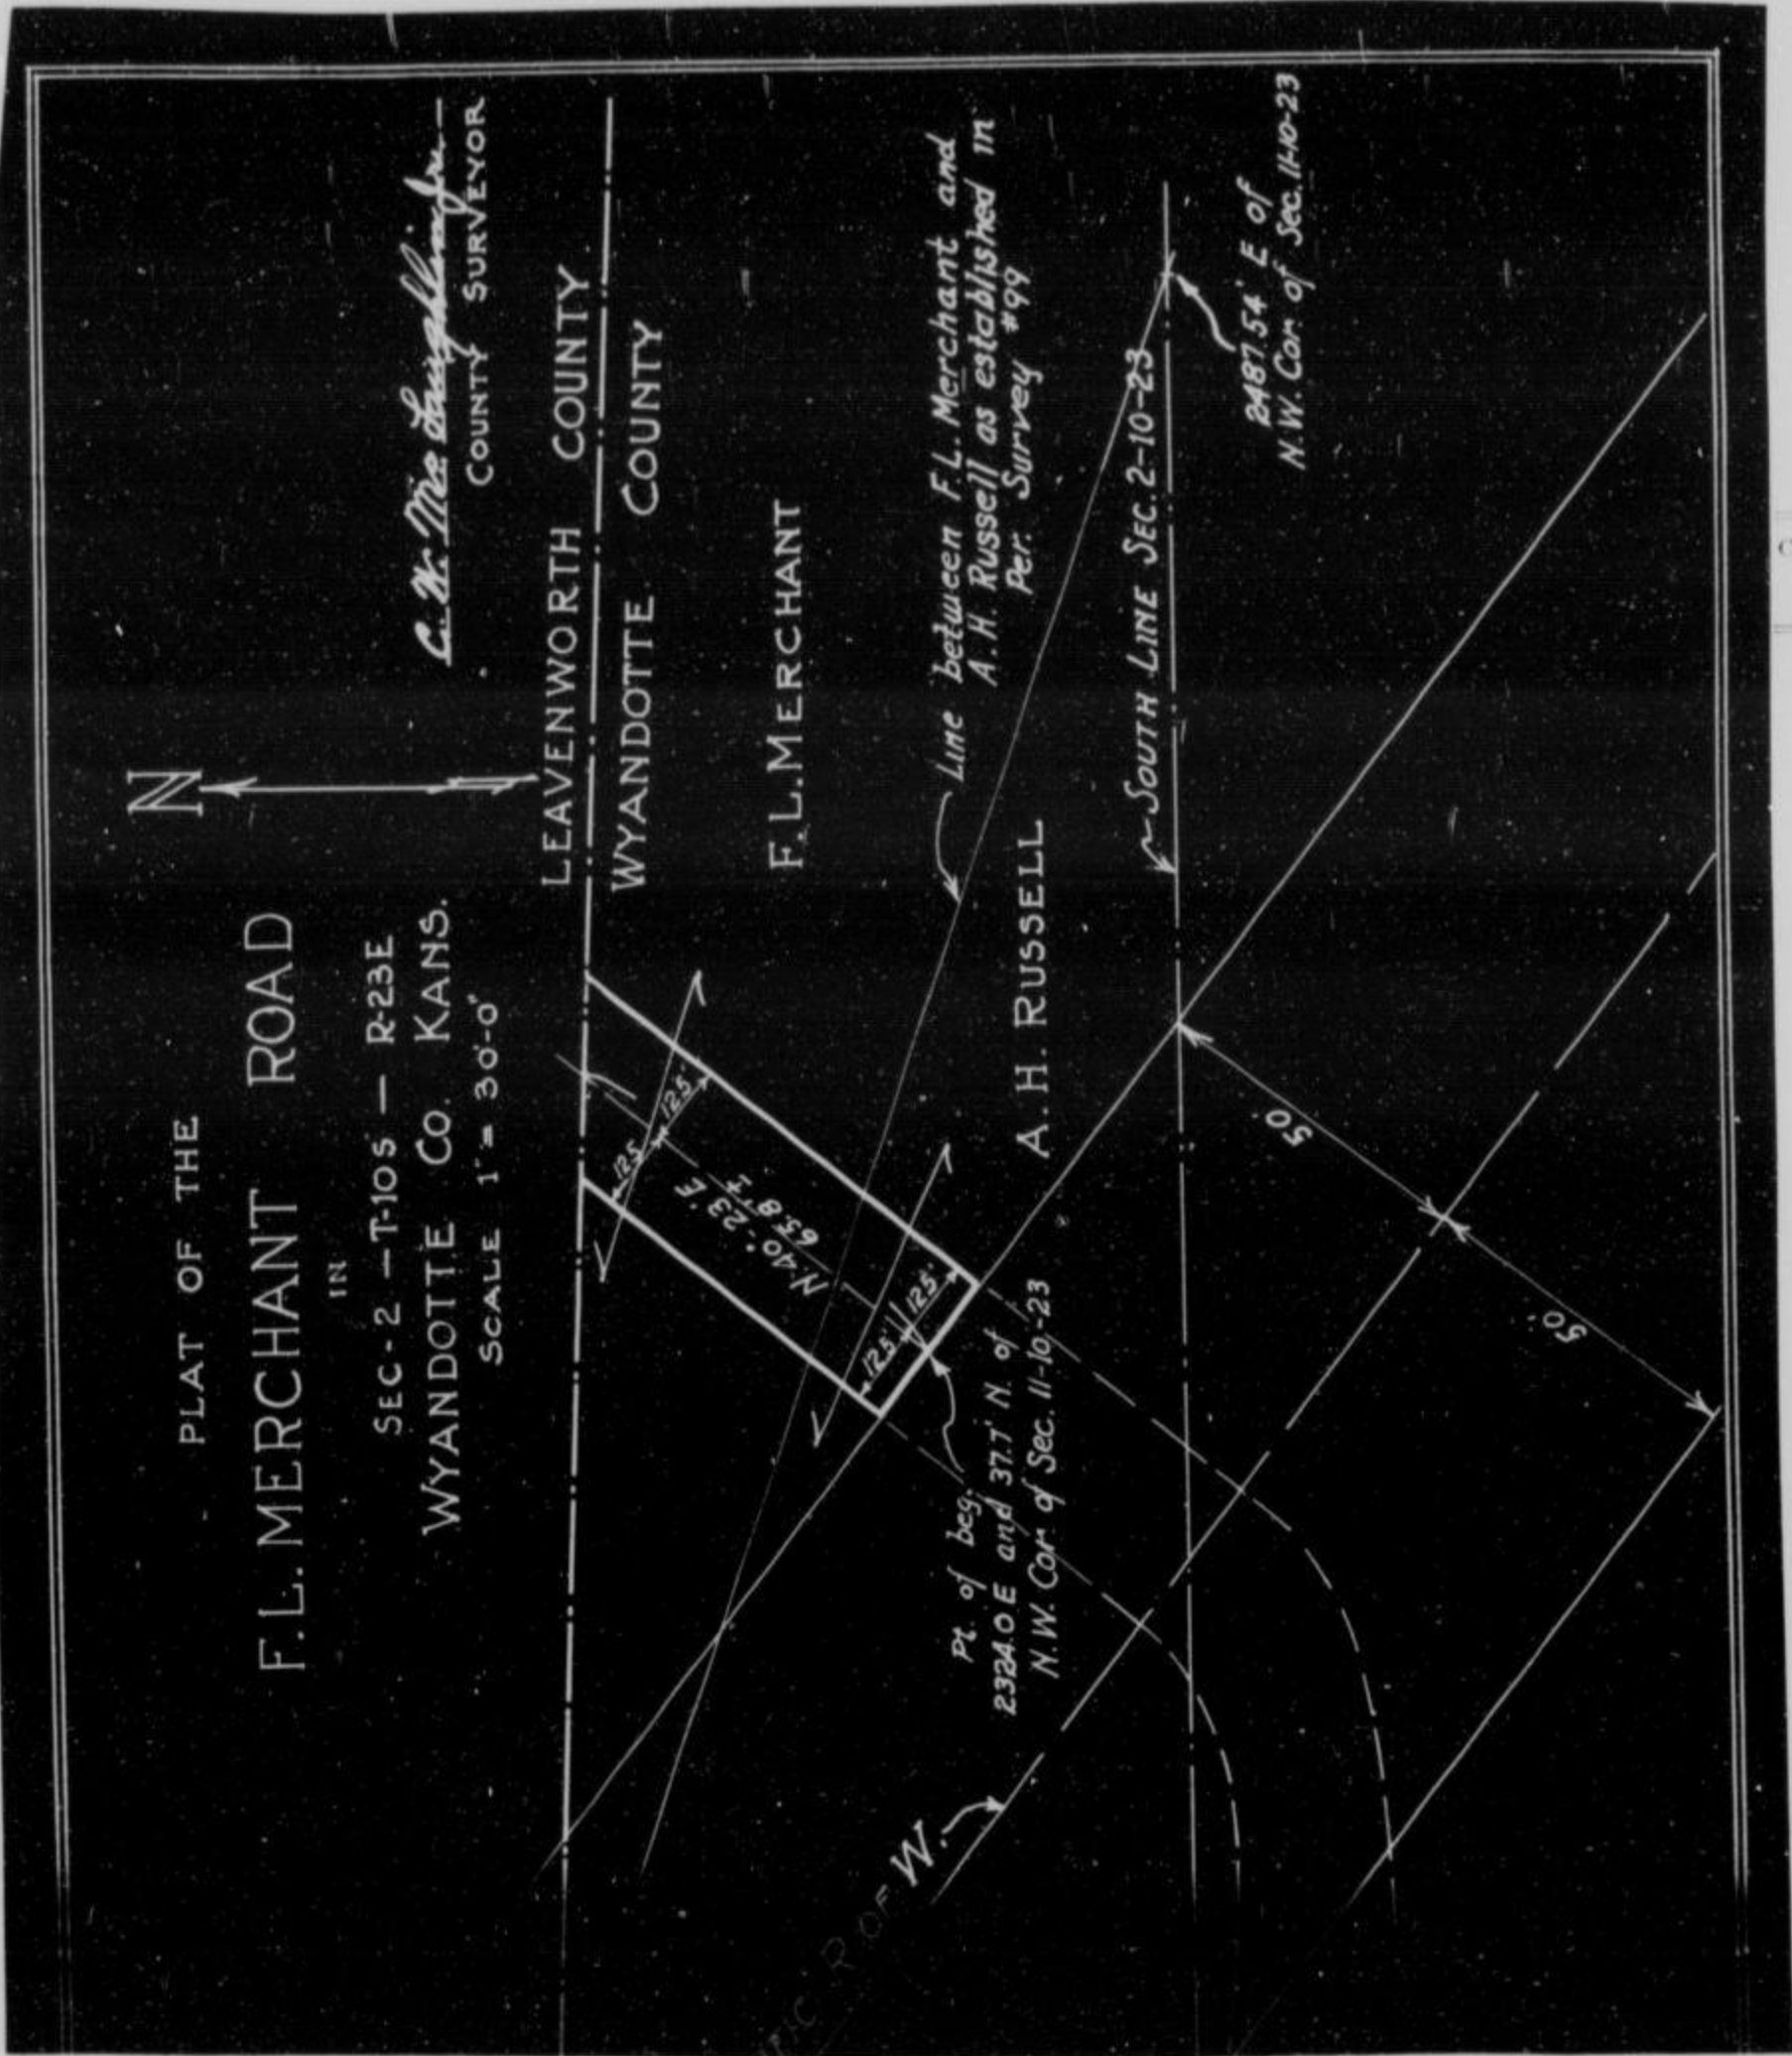 PLAT OF THE
F.L. MERCHANT ROAD
IN
SEC-2-T-10S-R-23E
WYANDOTTE CO. KANS.
SCALE 1" = 30'-0"
N
COUNTY SURVEYOR
LEAVENWORTH COUNTY
WYANDOTTE COUNTY
F.L. MERCHANT
12.5
12.5'
N.40°-23'E
65.8 Ft.
12.5'
12.5'
Line between F.L. Merchant and
A.H. Russell as established in
Per. Survey #99
A.H. RUSSELL
Pt. of beg.
2324.0 E and 37.7' N. of
N.W. Cor. of Sec. 11-10-23
SOUTH LINE SEC. 2-10-23
2487.54' E of
N.W. Cor. of Sec. 11-10-23
50'
50'
R OF W.